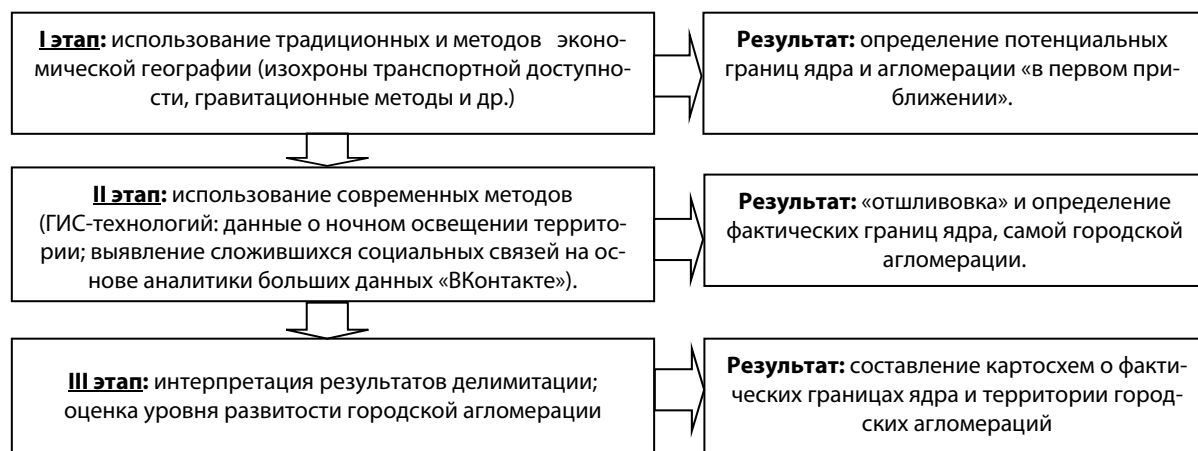 I этап: использование традиционных и методов эконо-
мической географии (изохроны транспортной доступно-
сти, гравитационные методы и др.)
Результат: определение потенциальных
границ ядра и агломерации «в первом при-
ближении».
II этап: использование современных методов
(ГИС-технологий: данные о ночном освещении террито-
рии; выявление сложившихся социальных связей на ос-
нове аналитики больших данных «ВКонтакте»).
Результат: «отшливовка» и определение
фактических границ ядра, самой городской
агломерации.
III этап: интерпретация результатов делимитации;
оценка уровня развитости городской агломерации
Результат: составление картосхем о факти-
ческих границах ядра и территории город-
ских агломераций